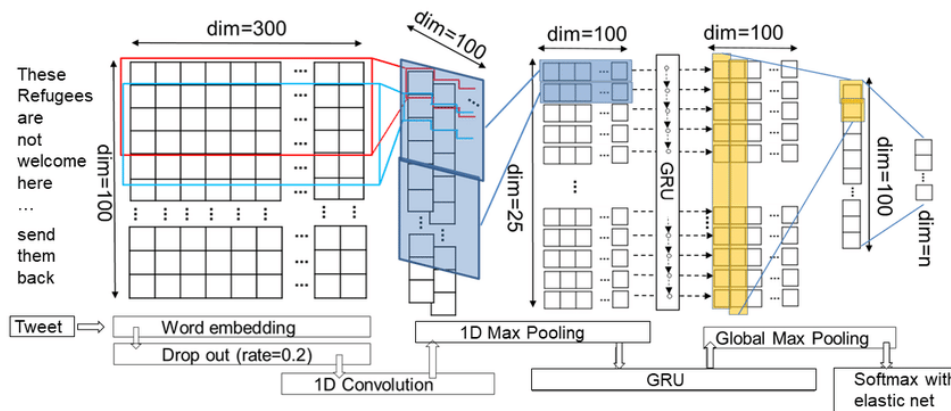 dim=300
dim=100
dim=100
dim=100
These
Refugees
are
not
welcome
here
...
send
them
back
dim=100
dim=25
GRU
dim=100
dim=n
Tweet
Word embedding
Drop out (rate=0.2)
1D Convolution
1D Max Pooling
GRU
Global Max Pooling
Softmax with
elastic net